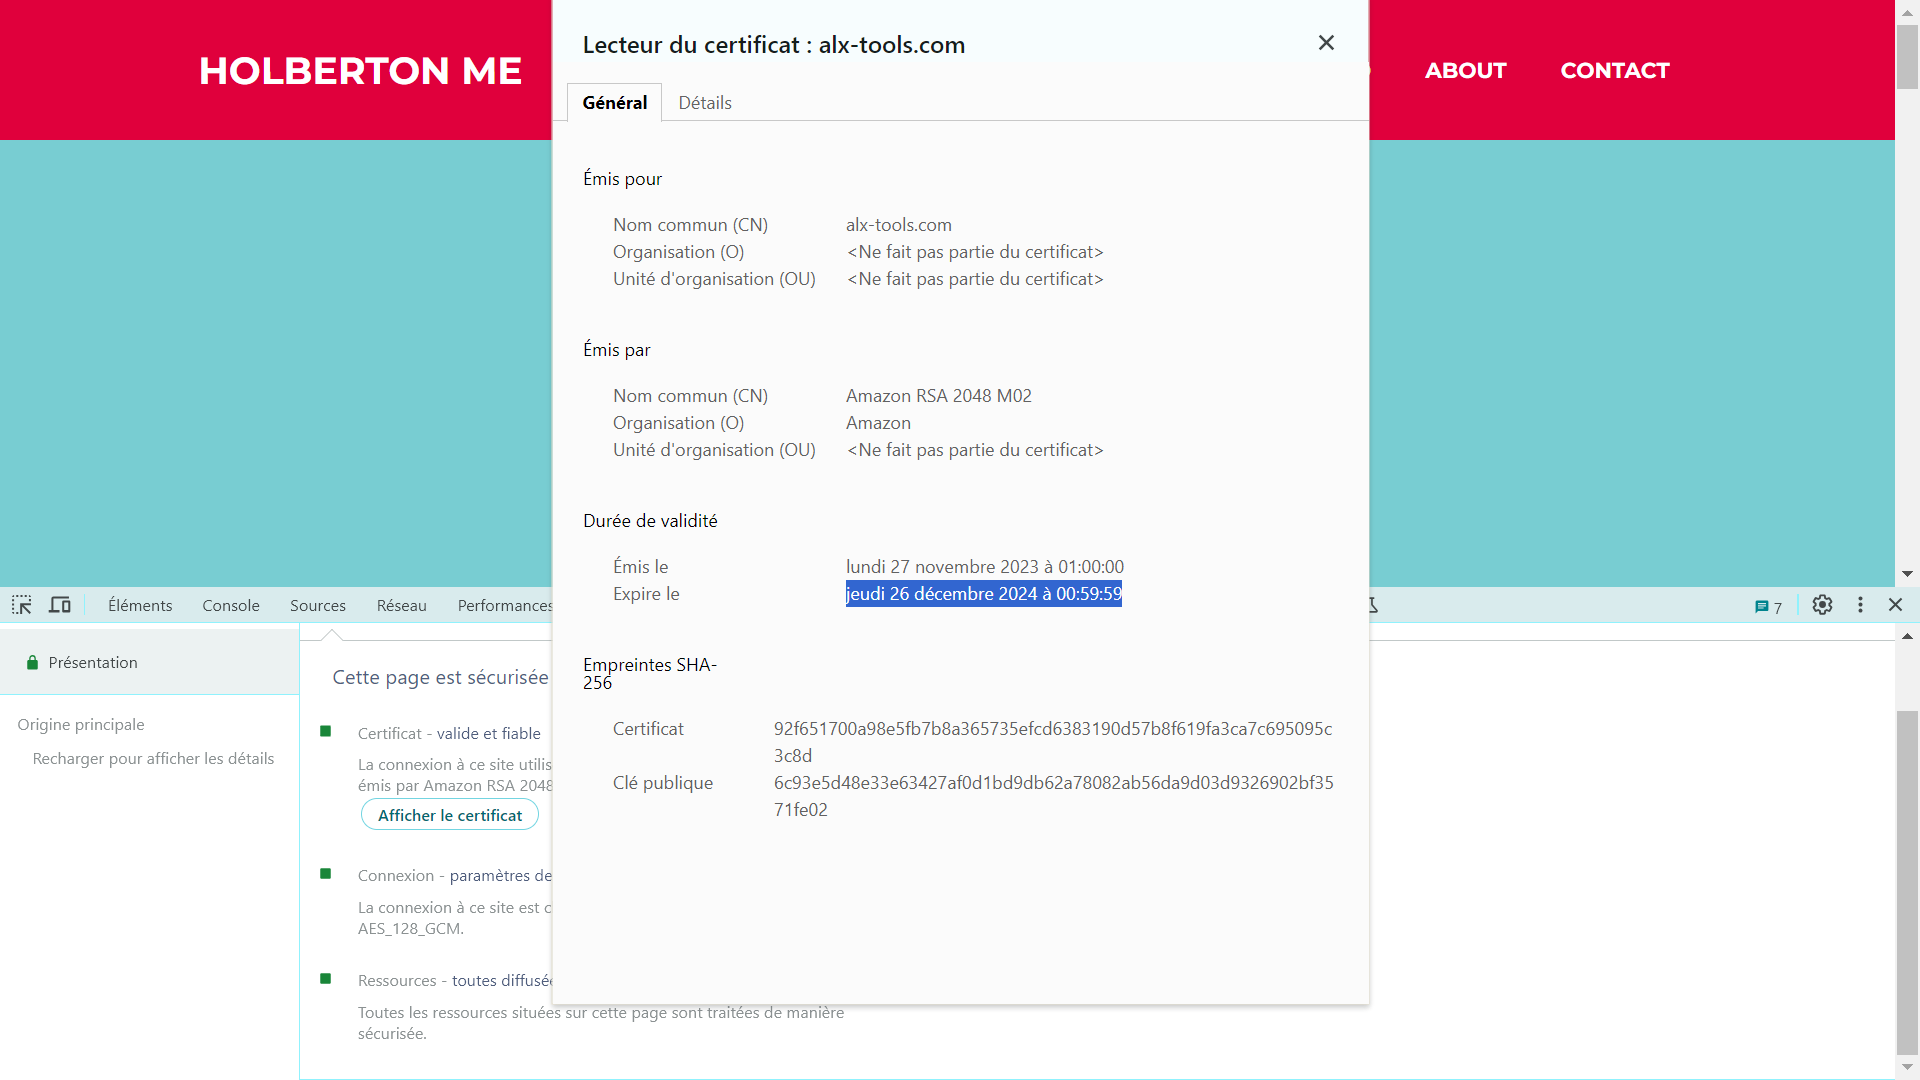 HOLBERTON ME
ABOUT
CONTACT
Lecteur du certificat : alx-tools.com
Général
Détails
Émis pour
Nom commun (CN) alx-tools.com
Organisation (O) <Ne fait pas partie du certificat>
Unité d'organisation (OU) <Ne fait pas partie du certificat>
Émis par
Nom commun (CN) Amazon RSA 2048 M02
Organisation (O) Amazon
Unité d'organisation (OU) <Ne fait pas partie du certificat>
Durée de validité
Émis le lundi 27 novembre 2023 à 01:00:00
Expire le jeudi 26 décembre 2024 à 00:59:59
Empreintes SHA-
256
Certificat 92f651700a98e5fb7b8a365735efcd6383190d57b8f619fa3ca7c695095c
3c8d
Clé publique 6c93e5d48e33e63427af0d1bd9db62a78082ab56da9d03d9326902bf35
71fe02
Éléments Console Sources Réseau Performances
7
Présentation
Origine principale
Recharger pour afficher les détails
Cette page est sécurisée
Certificat - valide et fiable
La connexion à ce site utilis
émis par Amazon RSA 2048
Afficher le certificat
Connexion - paramètres de
La connexion à ce site est c
AES_128_GCM.
Ressources - toutes diffusée
Toutes les ressources situées sur cette page sont traitées de manière
sécurisée.